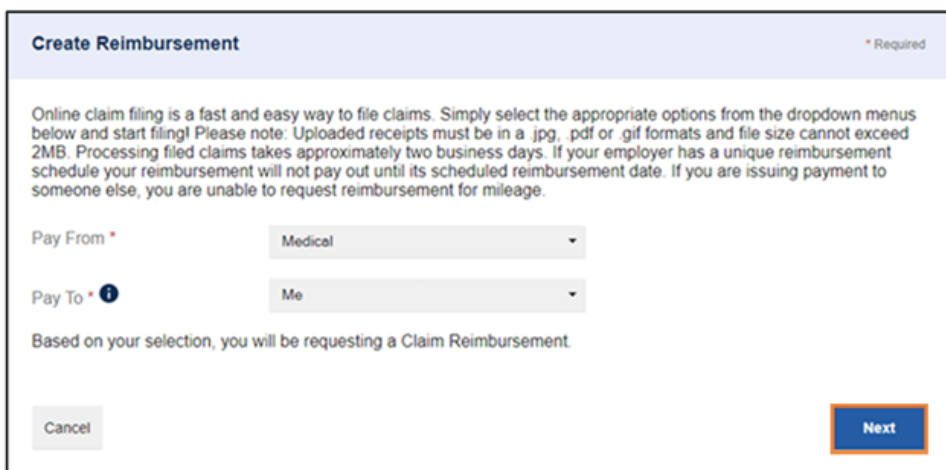 Create Reimbursement
* Required
Online claim filing is a fast and easy way to file claims. Simply select the appropriate options from the dropdown menus
below and start filing! Please note: Uploaded receipts must be in a .jpg, .pdf or .gif formats and file size cannot exceed
2MB. Processing filed claims takes approximately two business days. If your employer has a unique reimbursement
schedule your reimbursement will not pay out until its scheduled reimbursement date. If you are issuing payment to
someone else, you are unable to request reimbursement for mileage.
Pay From * Medical
Pay To * i Me
Based on your selection, you will be requesting a Claim Reimbursement.
Cancel Next